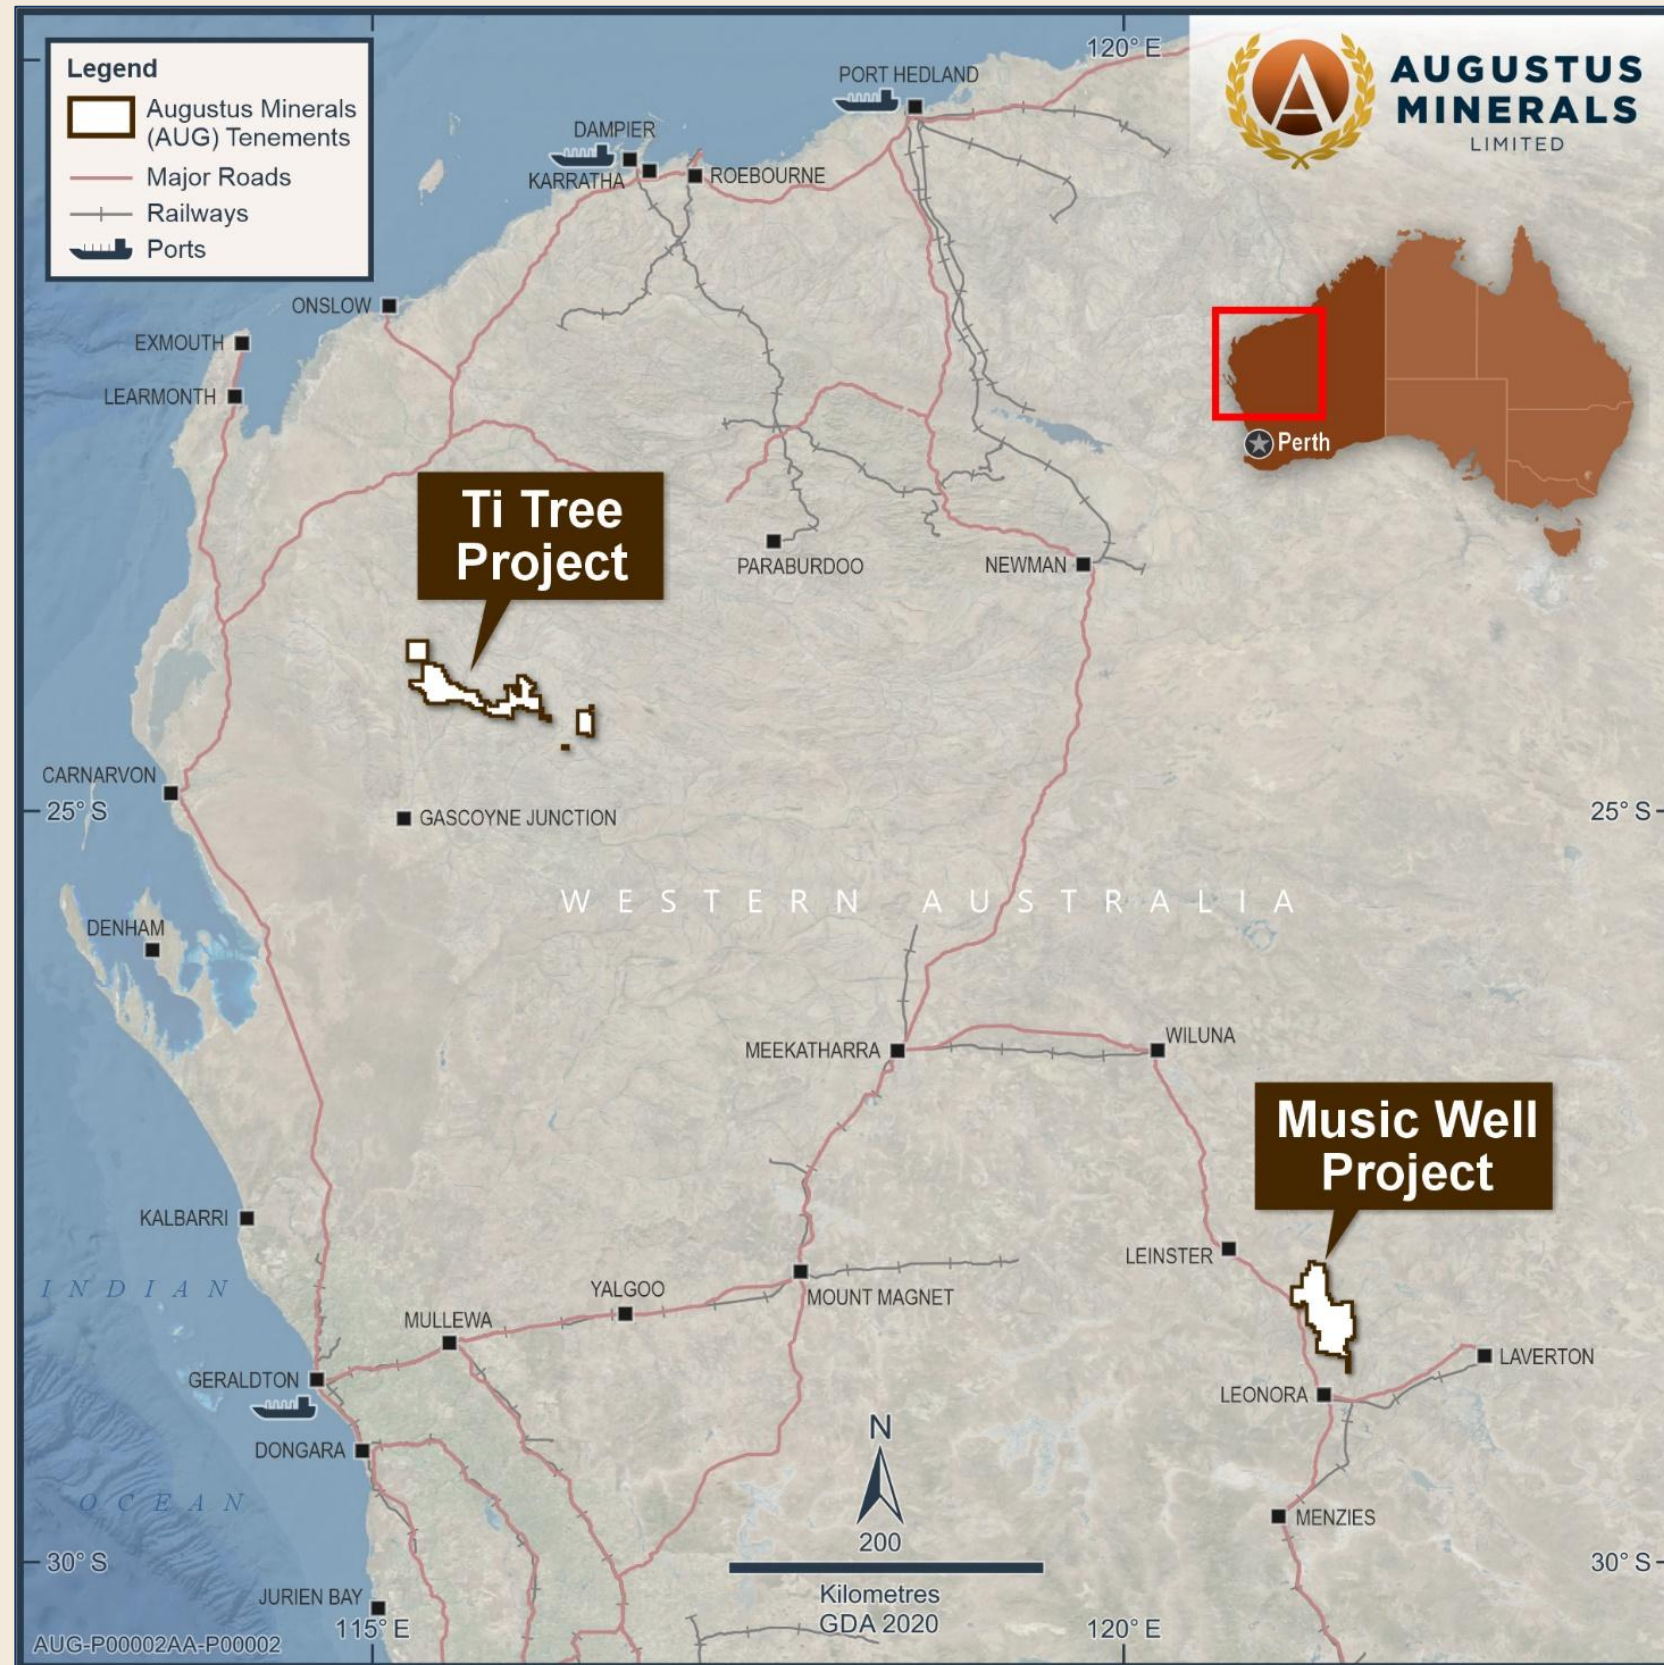 Legend
Augustus Minerals
(AUG) Tenements
Major Roads
Railways
Ports
120° E
AUGUSTUS
MINERALS
LIMITED
A
PORT HEDLAND
DAMPIER
KARRATHA
ROEBOURNE
ONSLOW
EXMOUTH
LEARMONTH
Perth
Ti Tree
Project
PARABURDOO
NEWMAN
CARNARVON
25° S
25° S
GASCOYNE JUNCTION
WESTERN AUSTRALIA
DENHAM
MEEKATHARRA
WILUNA
Music Well
Project
KALBARRI
LEINSTER
INDIAN
YALGOO
MOUNT MAGNET
MULLEWA
LAVERTON
GERALDTON
LEONORA
N
DONGARA
OCEAN
MENZIES
200
30° S
30° S
Kilometres
GDA 2020
JURIEN BAY
115° E
120° E
AUG-P00002AA-P00002